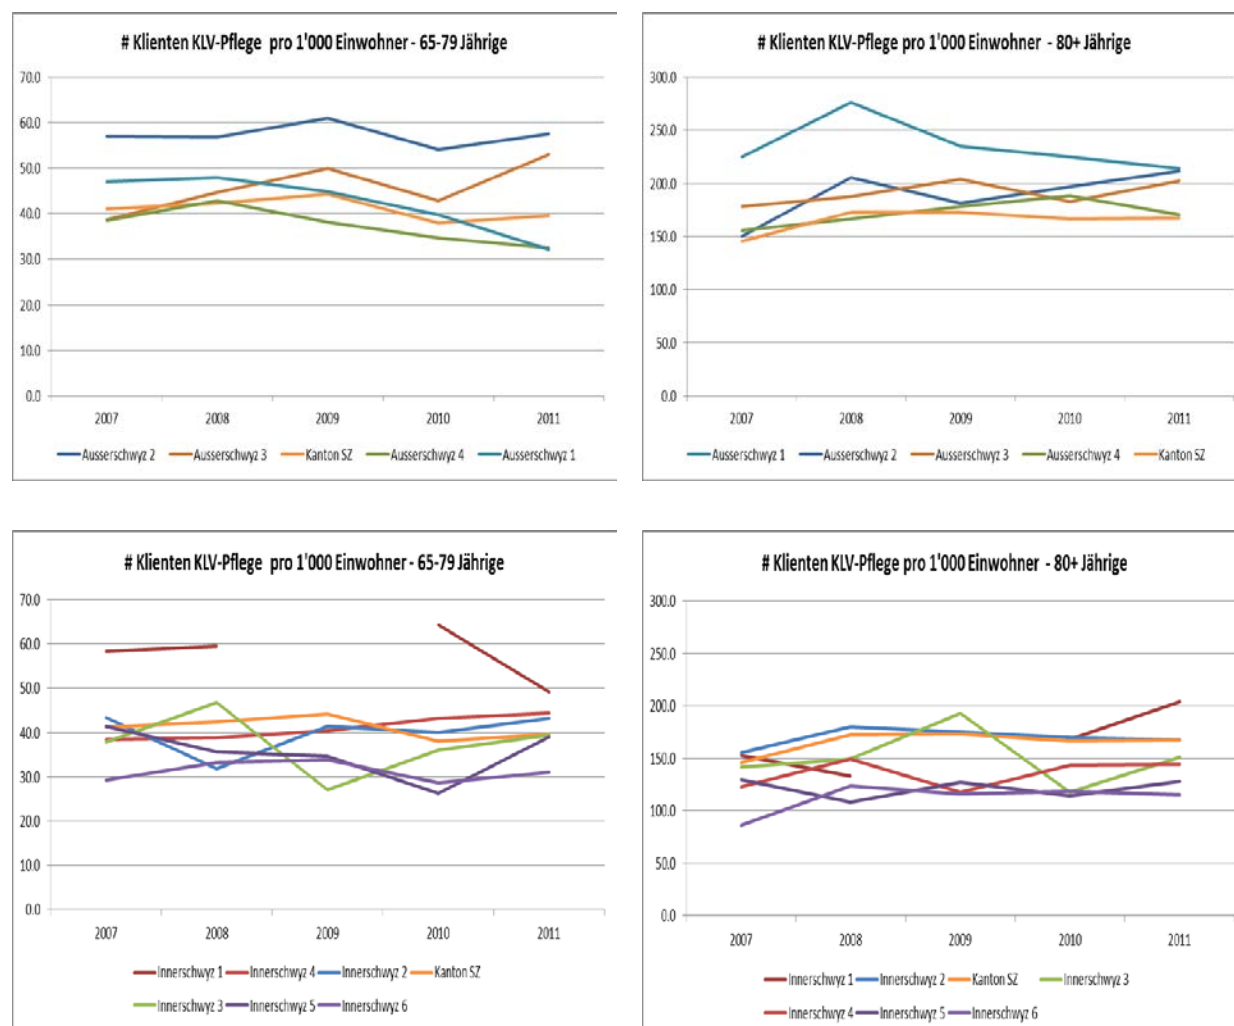 # Klienten KLV-Pflege pro 1'000 Einwohner - 65-79 Jährige
70.0
60.0
50.0
40.0
30.0
20.0
10.0
0.0
2007 2008 2009 2010 2011
Ausserschwyz 2 Ausserschwyz 3 Kanton SZ Ausserschwyz 4 Ausserschwyz 1
# Klienten KLV-Pflege pro 1'000 Einwohner - 80+ Jährige
300.0
250.0
200.0
150.0
100.0
50.0
0.0
2007 2008 2009 2010 2011
Ausserschwyz 1 Ausserschwyz 2 Ausserschwyz 3 Ausserschwyz 4 Kanton SZ
# Klienten KLV-Pflege pro 1'000 Einwohner - 65-79 Jährige
70.0
60.0
50.0
40.0
30.0
20.0
10.0
0.0
2007 2008 2009 2010 2011
Innerschwyz 1 Innerschwyz 4 Innerschwyz 2 Kanton SZ
Innerschwyz 3 Innerschwyz 5 Innerschwyz 6
# Klienten KLV-Pflege pro 1'000 Einwohner - 80+ Jährige
300.0
250.0
200.0
150.0
100.0
50.0
0.0
2007 2008 2009 2010 2011
Innerschwyz 1 Innerschwyz 2 Kanton SZ Innerschwyz 3
Innerschwyz 4 Innerschwyz 5 Innerschwyz 6